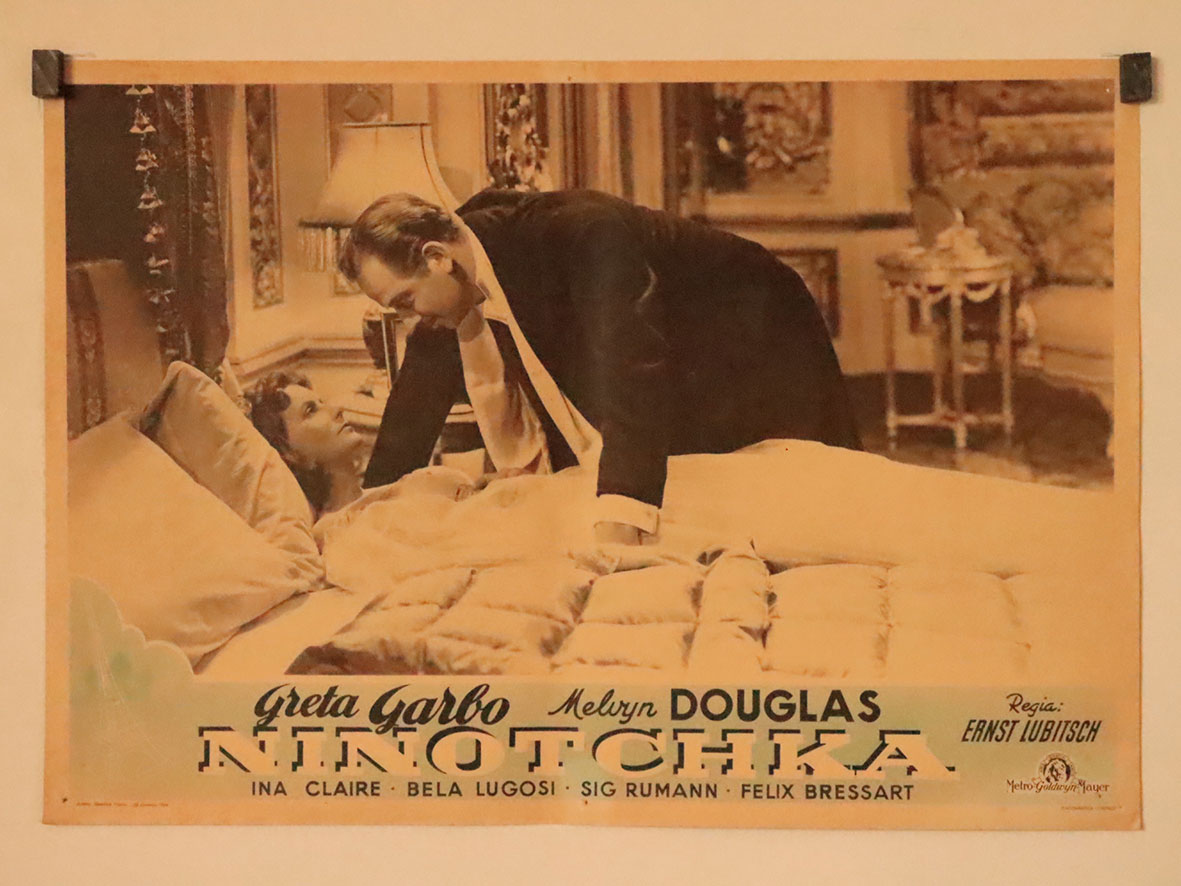 Greta Garbo Melvyn DOUGLAS
NINOTCHKA
INA CLAIRE · BELA LUGOSI · SIG RUMANN · FELIX BRESSART
Regia:
ERNST LUBITSCH
Metro Goldwyn Mayer